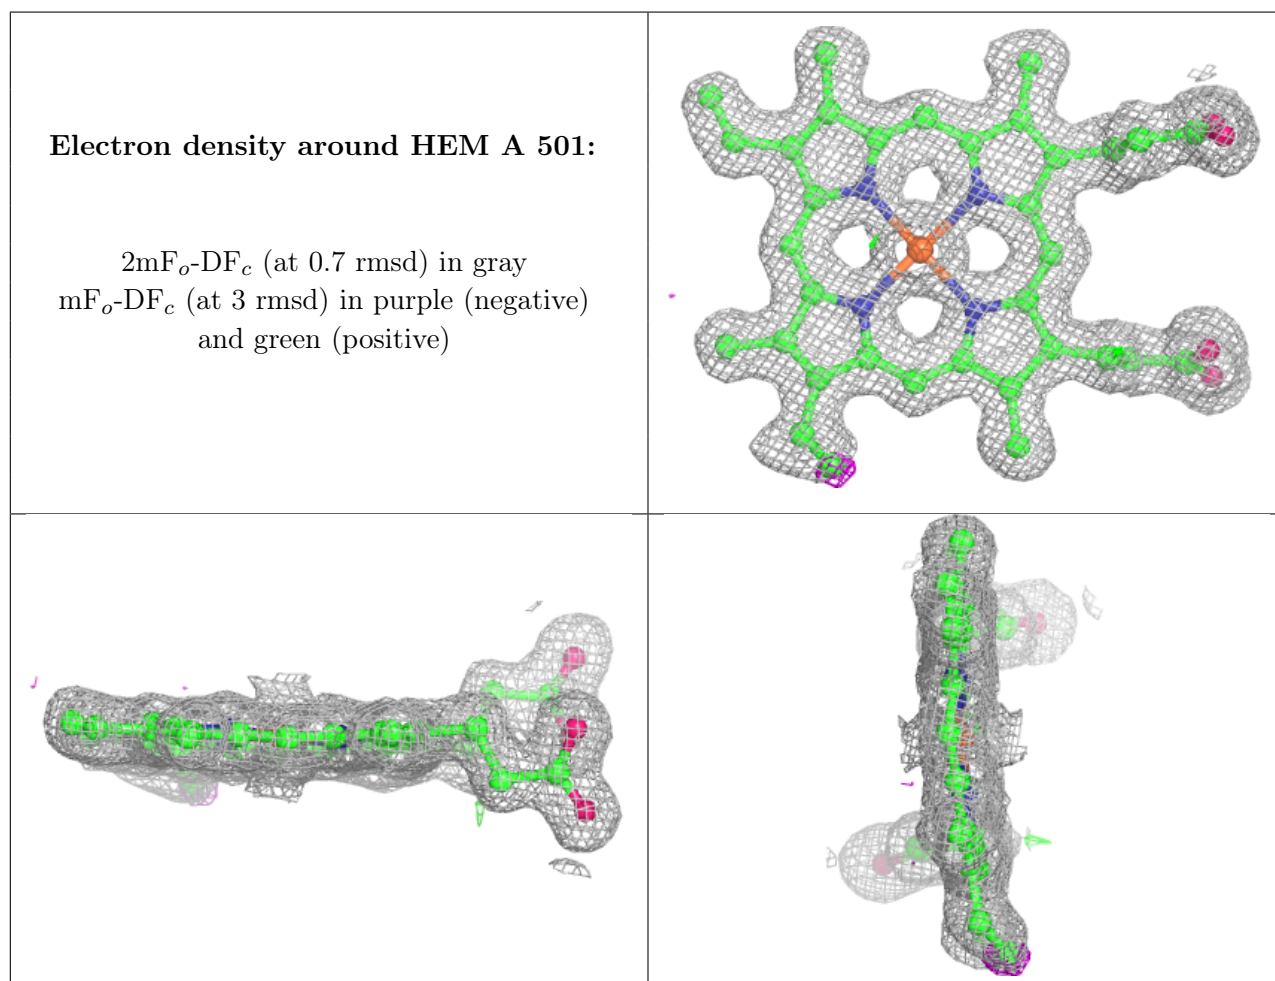 Electron density around HEM A 501:
2mFo-DFc (at 0.7 rmsd) in gray
mFo-DFc (at 3 rmsd) in purple (negative)
and green (positive)